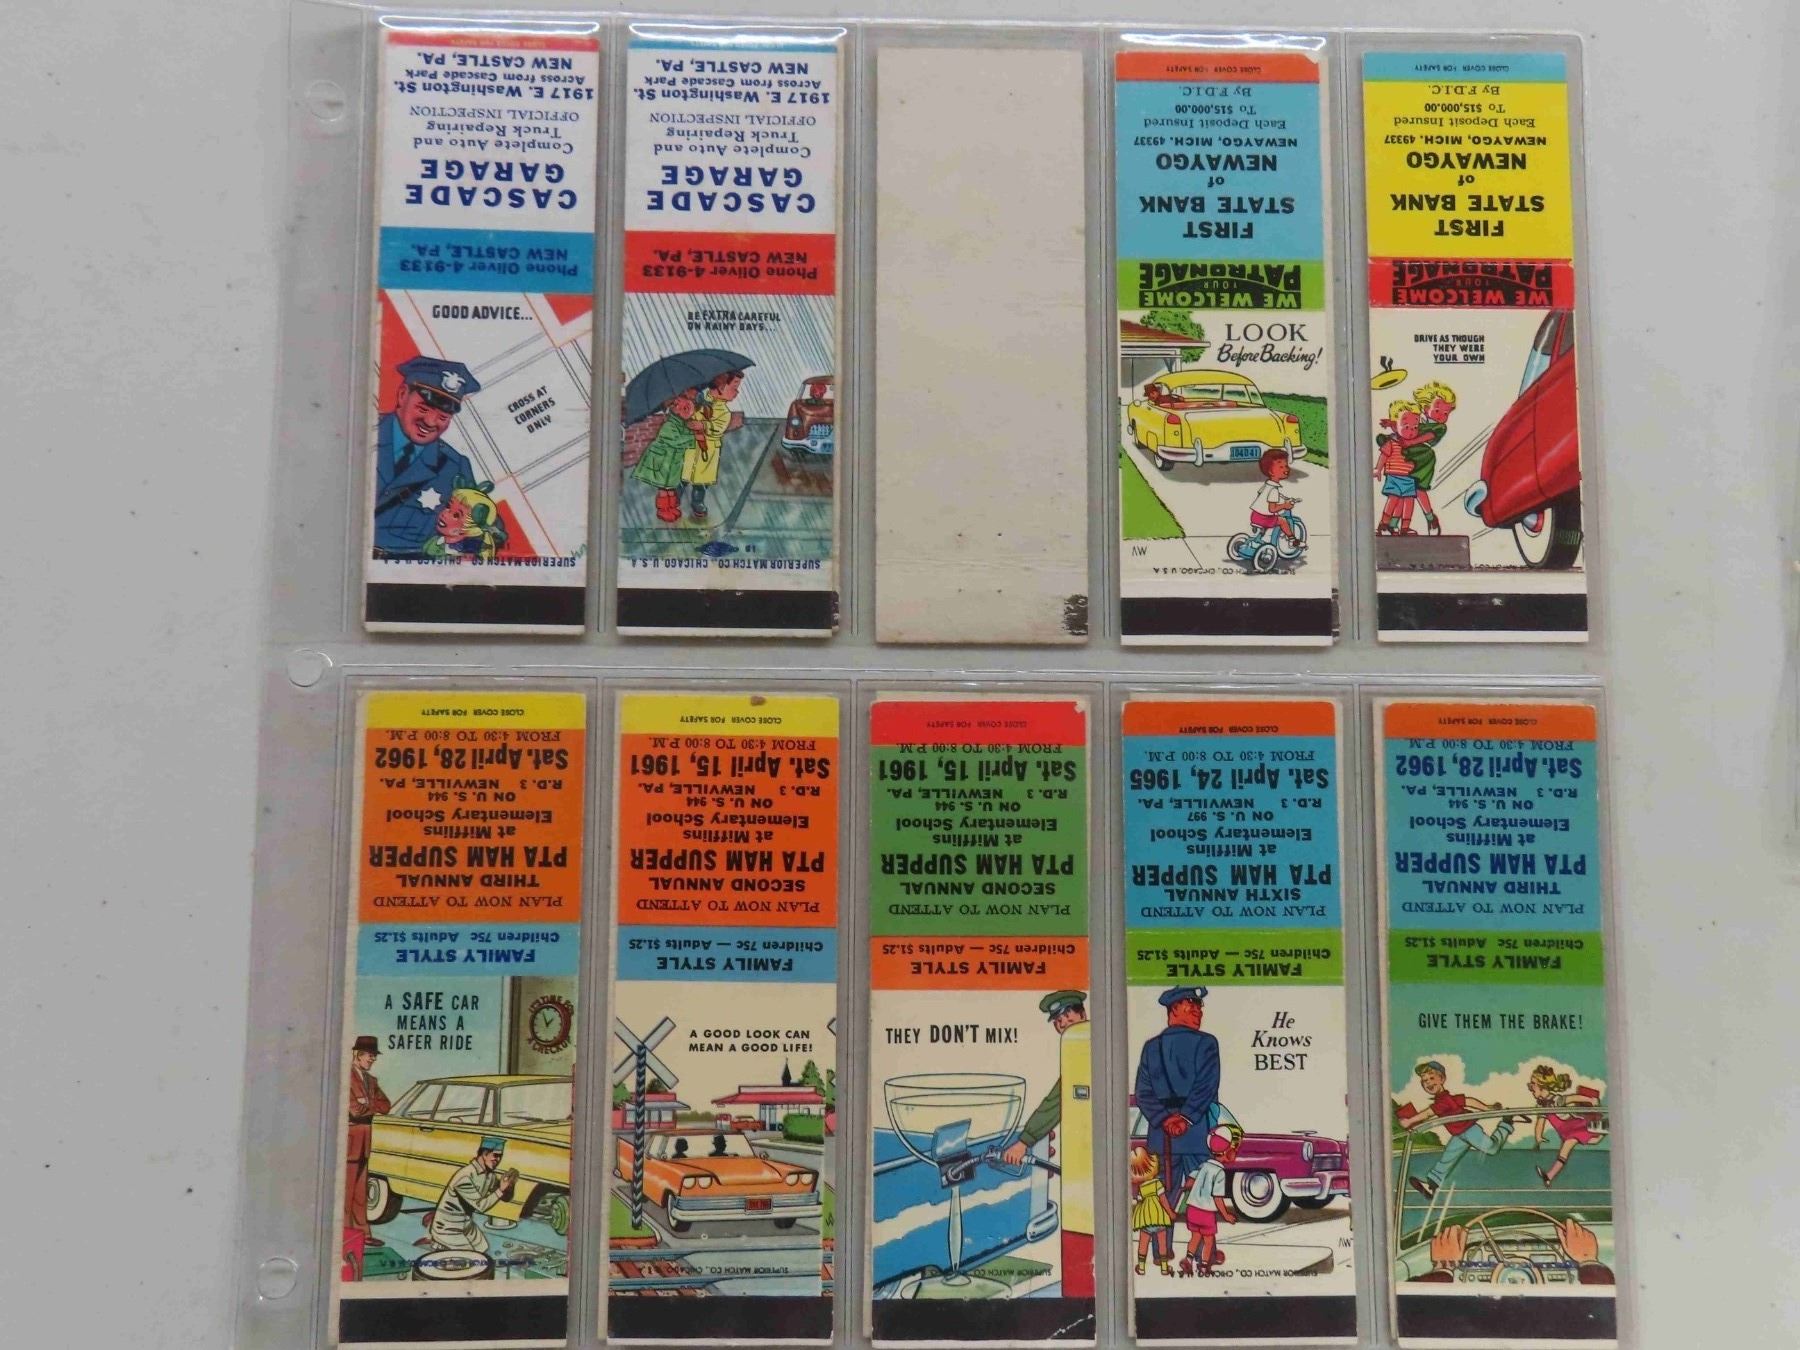 CLOSE COVER FOR SAFETY
NEW CASTLE, PA.
Across from Cascade Park
1917 E. Washington St.
OFFICIAL INSPECTION
Truck Repairing
Complete Auto and
GARAGE
CASCADE
NEW CASTLE, PA.
Phone Oliver 4-9133
GOOD ADVICE...
CROSS AT
CORNERS
ONLY
SUPERIOR MATCH CO., CHICAGO, U.S.A.
NEW CASTLE, PA.
Across from Cascade Park
1917 E. Washington St.
OFFICIAL INSPECTION
Truck Repairing
Complete Auto and
GARAGE
CASCADE
NEW CASTLE, PA.
Phone Oliver 4-9133
BE EXTRA CAREFUL
ON RAINY DAYS...
SUPERIOR MATCH CO., CHICAGO, U.S.A.
CLOSE COVER FOR SAFETY
By F.D.I.C.
To $15,000.00
Each Deposit Insured
NEWAYGO, MICH. 49337
NEWAYGO
of
STATE BANK
FIRST
PATRONAGE
YOUR
WE WELCOME
LOOK
Before Backing!
104041
CO., CHICAGO, U.S.A.
CLOSE COVER FOR SAFETY
By F.D.I.C.
To $15,000.00
Each Deposit Insured
NEWAYGO, MICH. 49337
NEWAYGO
of
STATE BANK
FIRST
PATRONAGE
YOUR
WE WELCOME
DRIVE AS THOUGH
THEY WERE
YOUR OWN
CLOSE COVER FOR SAFETY
FROM 4:30 TO 8:00 P.M.
Sat. April 28, 1962
R.D. 3 NEWVILLE, PA.
ON U. S. 944
Elementary School
at Mifflins
PTA HAM SUPPER
THIRD ANNUAL
PLAN NOW TO ATTEND
Children 75c Adults $1.25
FAMILY STYLE
A SAFE CAR
MEANS A
SAFER RIDE
IT'S TIME FOR
A CHECKUP
CLOSE COVER FOR SAFETY
FROM 4:30 TO 8:00 P.M.
Sat. April 15, 1961
R.D. 3 NEWVILLE, PA.
ON U. S. 944
Elementary School
at Mifflins
PTA HAM SUPPER
SECOND ANNUAL
PLAN NOW TO ATTEND
Children 75c — Adults $1.25
FAMILY STYLE
A GOOD LOOK CAN
MEAN A GOOD LIFE!
SUPERIOR MATCH CO., CHICAGO, U.S.A.
CLOSE COVER FOR SAFETY
FROM 4:30 TO 8:00 P.M.
Sat. April 15, 1961
R.D. 3 NEWVILLE, PA.
ON U. S. 944
Elementary School
at Mifflins
PTA HAM SUPPER
SECOND ANNUAL
PLAN NOW TO ATTEND
Children 75c — Adults $1.25
FAMILY STYLE
THEY DON'T MIX!
SUPERIOR MATCH CO., CHICAGO
CLOSE COVER FOR SAFETY
FROM 4:30 TO 8:00 P.M.
Sat. April 24, 1965
R.D. 3 NEWVILLE, PA.
ON U. S. 997
Elementary School
at Mifflins
PTA HAM SUPPER
SIXTH ANNUAL
PLAN NOW TO ATTEND
Children 75c — Adults $1.25
FAMILY STYLE
He
Knows
BEST
SUPERIOR MATCH CO., CHICAGO, U.S.A.
CLOSE COVER FOR SAFETY
FROM 4:30 TO 8:00 P.M.
Sat. April 28, 1962
R.D. 3 NEWVILLE, PA.
ON U. S. 944
Elementary School
at Mifflins
PTA HAM SUPPER
THIRD ANNUAL
PLAN NOW TO ATTEND
Children 75c Adults $1.25
FAMILY STYLE
GIVE THEM THE BRAKE!